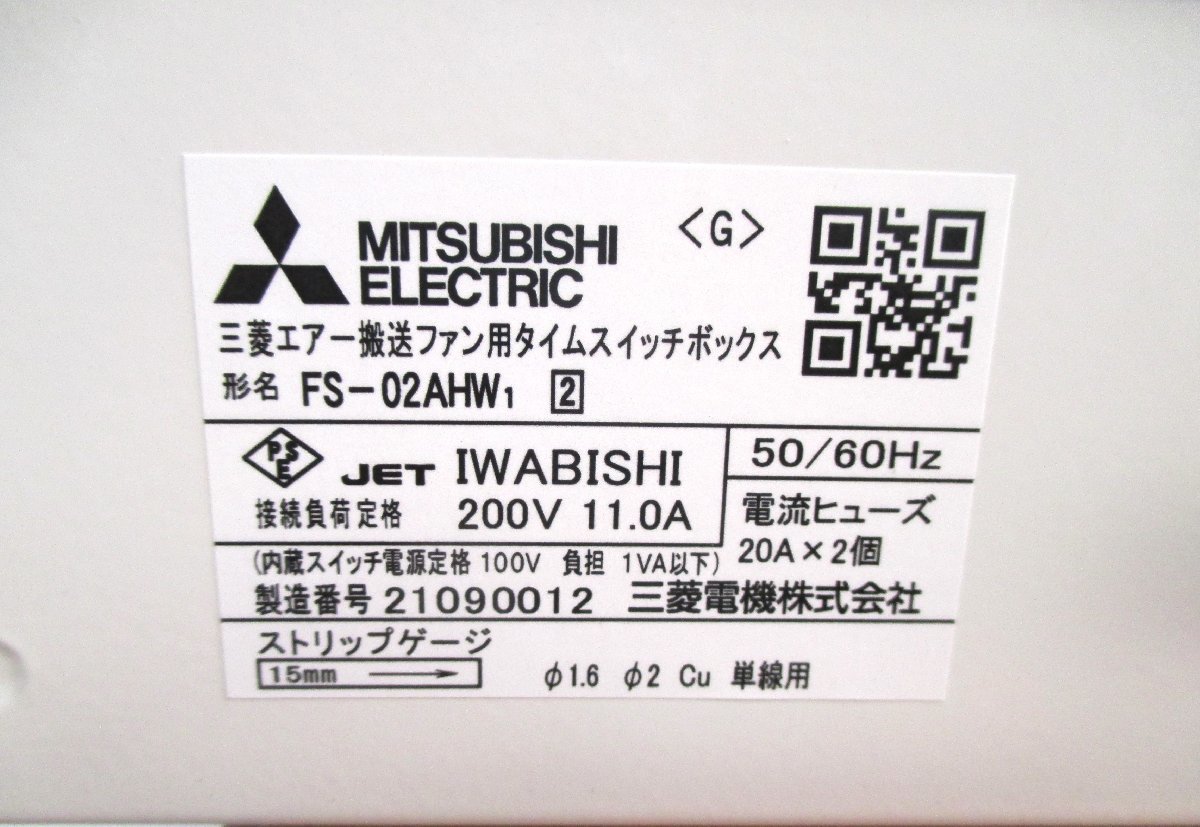 MITSUBISHI
ELECTRIC
〈G〉
三菱エアー搬送ファン用タイムスイッチボックス
形名 FS-02AHW1 2
PSE JET IWABISHI
接続負荷定格 200V 11.0A
50/60Hz
電流ヒューズ
20A×2個
(内蔵スイッチ電源定格 100V 負担 1VA以下)
製造番号 21090012 三菱電機株式会社
ストリップゲージ
15mm →
φ1.6 φ2 Cu 単線用